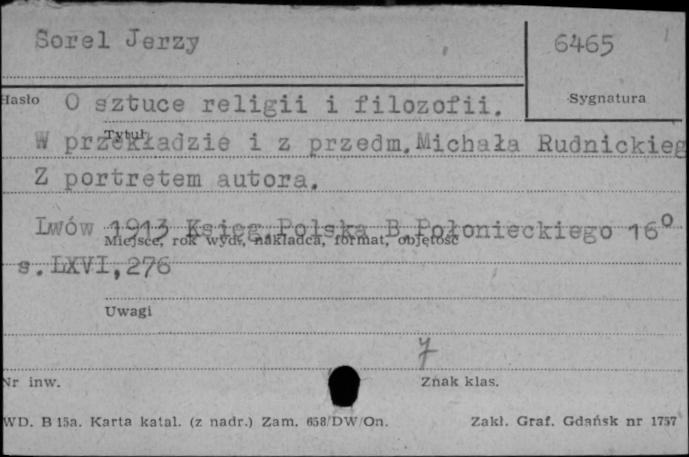 Sorel Jerzy
6465
Hasło O sztuce religii i filozofii.
Sygnatura
Tytuł
W przekładzie i z przedm.Michała Rudnickieg
Z portretem autora.
Lwów 1913 Księg.Polska B.Połonieckiego 16°
Miejsce, rok wyd., nakładca, format, objętość
s.LXVI,276
Uwagi
7
Nr inw.
Znak klas.
WD. B 15a. Karta katal. (z nadr.) Zam. 658/DW/On. Zakł. Graf. Gdańsk nr 1757